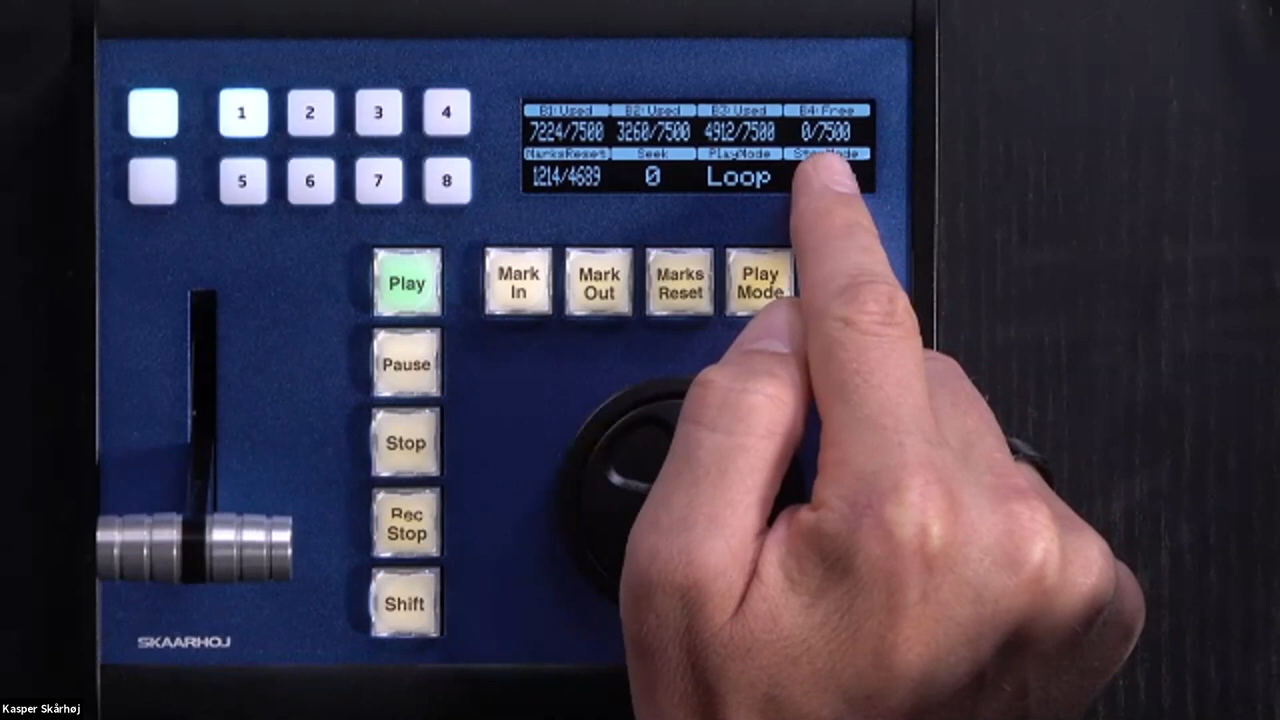 1 2 3 4
5 6 7 8
B1:Used B2:Used B3:Used B4:Free
7224/7500 3260/7500 4912/7500 0/7500
MarksReset Seek PlayMode
1214/4689 0 Loop
Play
Mark In
Mark Out
Marks Reset
Play Mode
Pause
Stop
Rec Stop
Shift
SKAARHOJ
Kasper Skårhøj